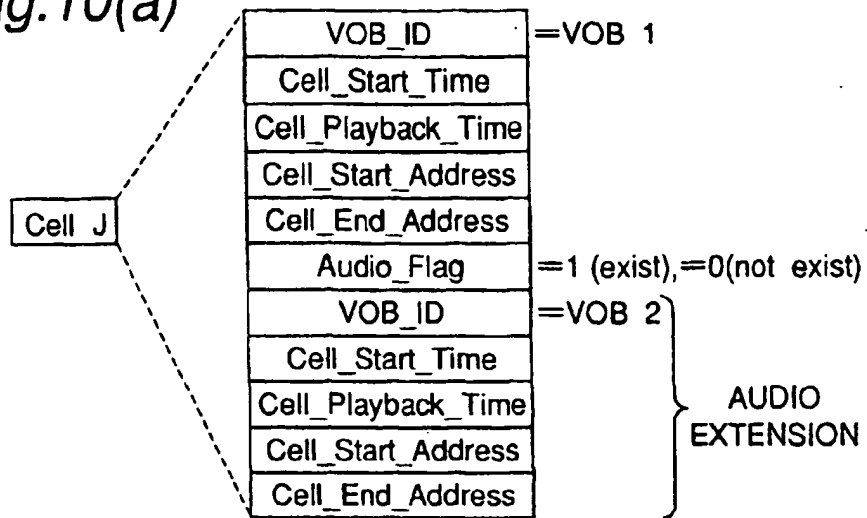 ig.10(a)
VOB_ID =VOB 1
Cell_Start_Time
Cell_Playback_Time
Cell_Start_Address
Cell J
Cell_End_Address
Audio_Flag =1 (exist),=0(not exist)
VOB_ID =VOB 2
Cell_Start_Time
Cell_Playback_Time
AUDIO
EXTENSION
Cell_Start_Address
Cell_End_Address